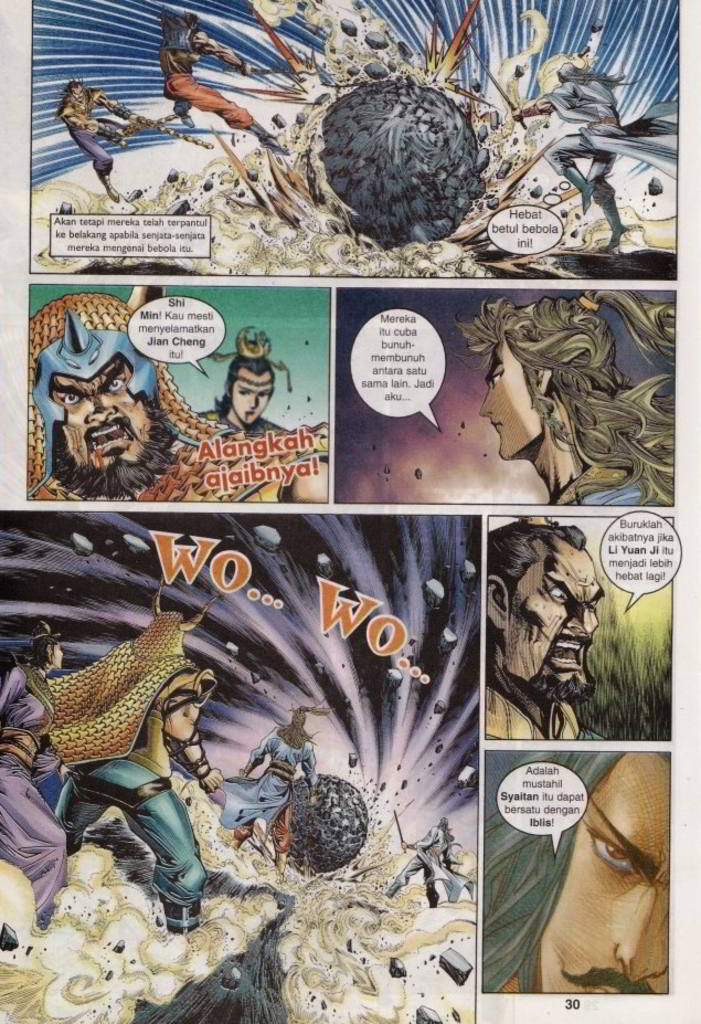 Akan tetapi mereka telah terpantul
ke belakang apabila senjata-senjata
mereka mengenai bebola itu.
Hebat
betul bebola
ini!
Shi
Min! Kau mesti
menyelamatkan
Jian Cheng
itu!
Alangkah
ajaibnya!
Mereka
itu cuba
bunuh-
membunuh
antara satu
sama lain. Jadi
aku...
WO...
WO...
Buruklah
akibatnya jika
Li Yuan Ji itu
menjadi lebih
hebat lagi!
Adalah
mustahil
Syaitan itu dapat
bersatu dengan
Iblis!
30